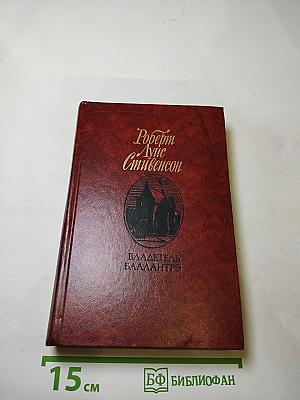 Роберт
Луис
Стивенсон
ВЛАДЕТЕЛЬ
БАЛЛАНТРЭ
15 см
БФ БИБЛИОФАН